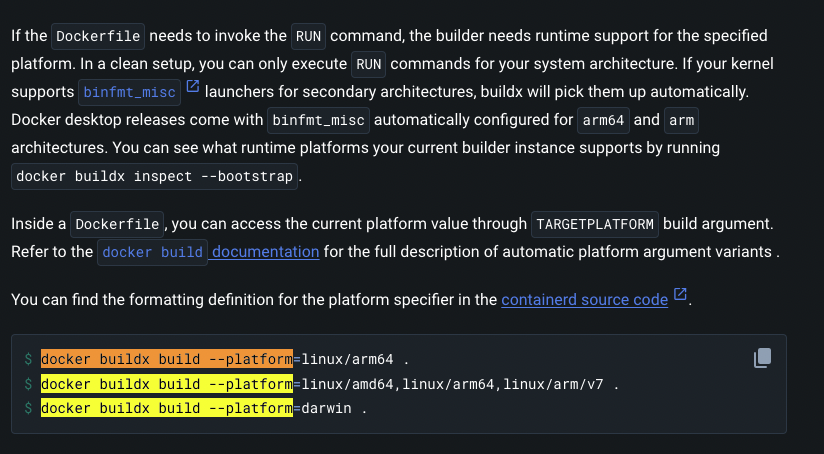 If the Dockerfile needs to invoke the RUN command, the builder needs runtime support for the specified
platform. In a clean setup, you can only execute RUN commands for your system architecture. If your kernel
supports binfmt_misc launchers for secondary architectures, buildx will pick them up automatically.
Docker desktop releases come with binfmt_misc automatically configured for arm64 and arm
architectures. You can see what runtime platforms your current builder instance supports by running
docker buildx inspect --bootstrap.
Inside a Dockerfile, you can access the current platform value through TARGETPLATFORM build argument.
Refer to the docker build documentation for the full description of automatic platform argument variants .
You can find the formatting definition for the platform specifier in the containerd source code.
$ docker buildx build --platform=linux/arm64 .
$ docker buildx build --platform=linux/amd64,linux/arm64,linux/arm/v7 .
$ docker buildx build --platform=darwin .